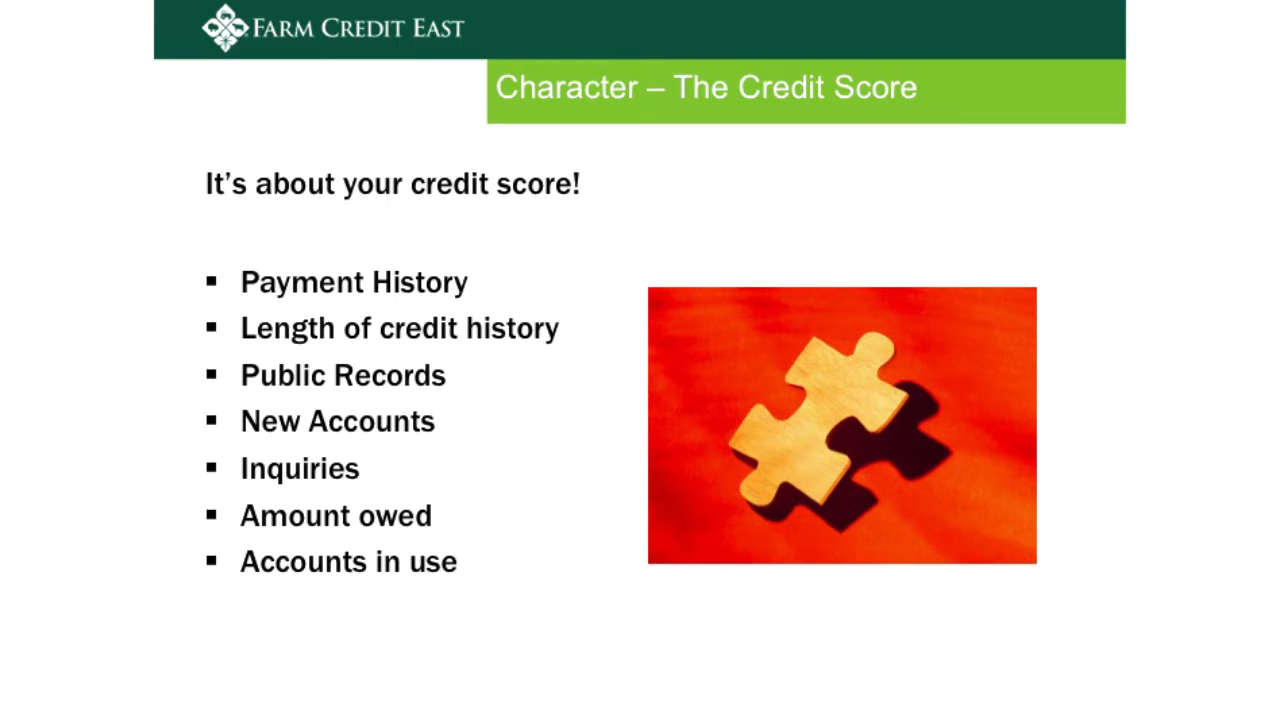 FARM CREDIT EAST
Character – The Credit Score
It's about your credit score!
▪ Payment History
▪ Length of credit history
▪ Public Records
▪ New Accounts
▪ Inquiries
▪ Amount owed
▪ Accounts in use